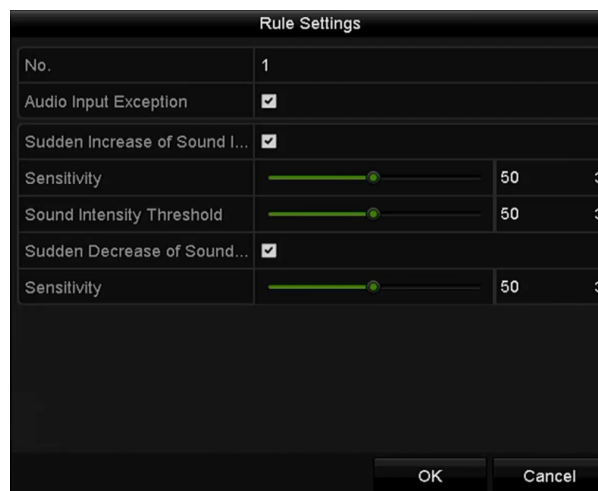 Rule Settings
No. 1
Audio Input Exception
Sudden Increase of Sound I...
Sensitivity 50
Sound Intensity Threshold 50
Sudden Decrease of Sound...
Sensitivity 50
OK Cancel